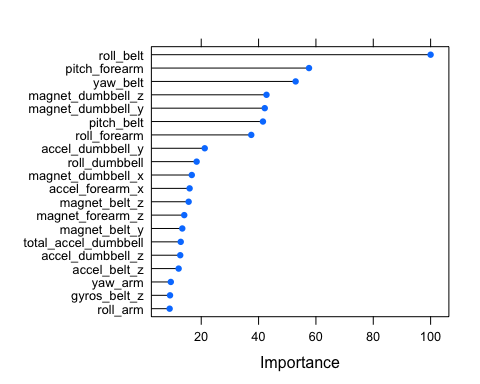 roll_belt
pitch_forearm
yaw_belt
magnet_dumbbell_z
magnet_dumbbell_y
pitch_belt
roll_forearm
accel_dumbbell_y
roll_dumbbell
magnet_dumbbell_x
accel_forearm_x
magnet_belt_z
magnet_forearm_z
magnet_belt_y
total_accel_dumbbell
accel_dumbbell_z
accel_belt_z
yaw_arm
gyros_belt_z
roll_arm
20 40 60 80 100
Importance